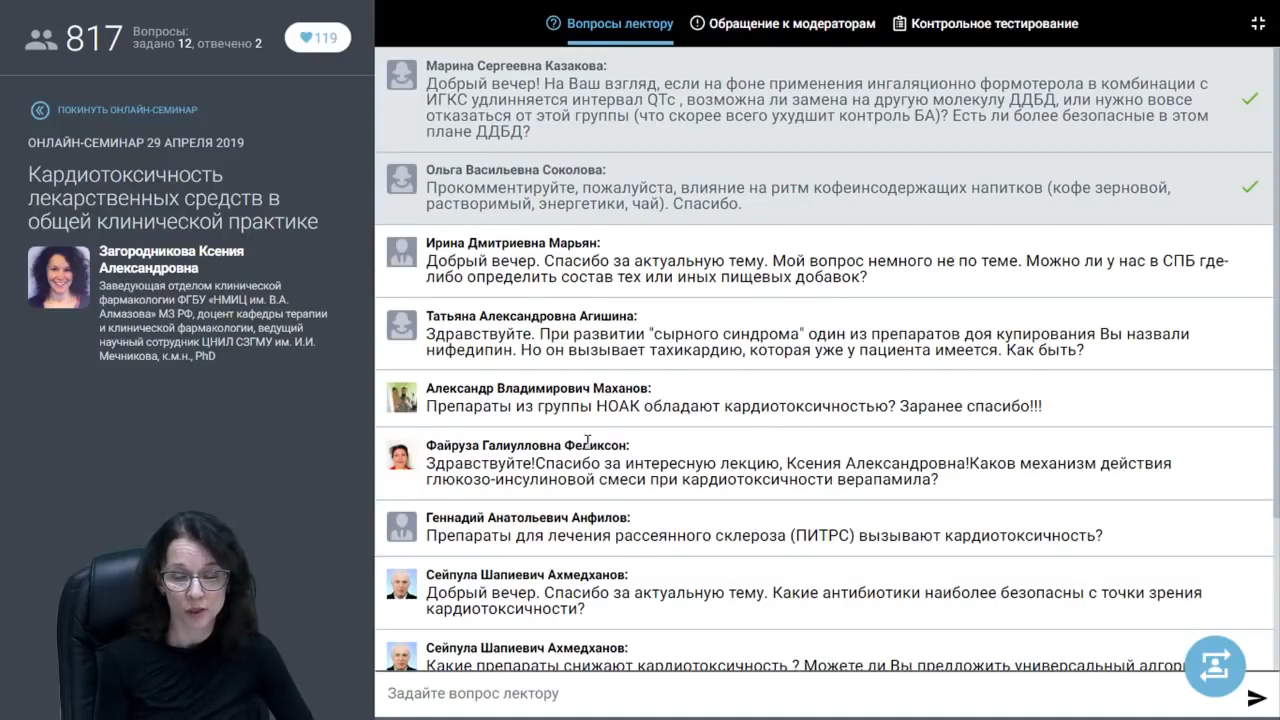 817
Вопросы:
задано 12, отвечено 2
119
ПОКИНУТЬ ОНЛАЙН-СЕМИНАР
ОНЛАЙН-СЕМИНАР 29 АПРЕЛЯ 2019
Кардиотоксичность
лекарственных средств в
общей клинической практике
Загородникова Ксения
Александровна
Заведующая отделом клинической
фармакологии ФГБУ «НМИЦ им. В.А.
Алмазова» МЗ РФ, доцент кафедры терапии
и клинической фармакологии, ведущий
научный сотрудник ЦНИЛ СЗГМУ им. И.И.
Мечникова, к.м.н., PhD
Вопросы лектору
Обращение к модераторам
Контрольное тестирование
Марина Сергеевна Казакова:
Добрый вечер! На Ваш взгляд, если на фоне применения ингаляционно формотерола в комбинации с
ИГКС удлинняется интервал QTc , возможна ли замена на другую молекулу ДДБД, или нужно вовсе
отказаться от этой группы (что скорее всего ухудшит контроль БА)? Есть ли более безопасные в этом
плане ДДБД?
Ольга Васильевна Соколова:
Прокомментируйте, пожалуйста, влияние на ритм кофеинсодержащих напитков (кофе зерновой,
растворимый, энергетики, чай). Спасибо.
Ирина Дмитриевна Марьян:
Добрый вечер. Спасибо за актуальную тему. Мой вопрос немного не по теме. Можно ли у нас в СПБ где-
либо определить состав тех или иных пищевых добавок?
Татьяна Александровна Агишина:
Здравствуйте. При развитии "сырного синдрома" один из препаратов доя купирования Вы назвали
нифедипин. Но он вызывает тахикардию, которая уже у пациента имеется. Как быть?
Александр Владимирович Маханов:
Препараты из группы НОАК обладают кардиотоксичностью? Заранее спасибо!!!
Файруза Галиулловна Феликсон:
Здравствуйте!Спасибо за интересную лекцию, Ксения Александровна!Каков механизм действия
глюкозо-инсулиновой смеси при кардиотоксичности верапамила?
Геннадий Анатольевич Анфилов:
Препараты для лечения рассеянного склероза (ПИТРС) вызывают кардиотоксичность?
Сейпула Шапиевич Ахмедханов:
Добрый вечер. Спасибо за актуальную тему. Какие антибиотики наиболее безопасны с точки зрения
кардиотоксичности?
Сейпула Шапиевич Ахмедханов:
Какие препараты снижают кардиотоксичность ? Можете ли Вы предложить универсальный
Задайте вопрос лектору